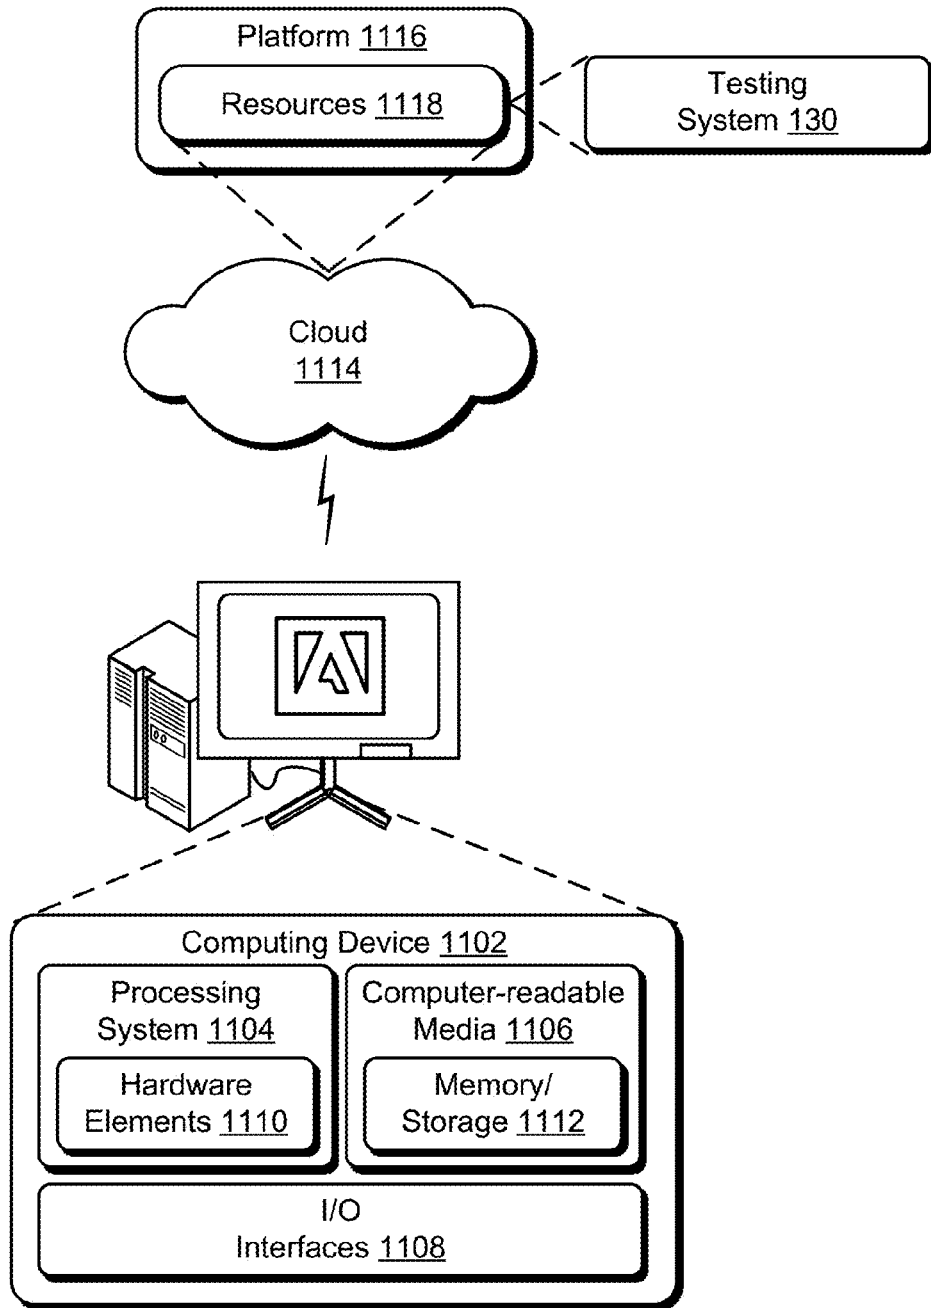 Platform 1116
Resources 1118
Testing
System 130
Cloud
1114
Computing Device 1102
Processing
System 1104
Hardware
Elements 1110
Computer-readable
Media 1106
Memory/
Storage 1112
I/O
Interfaces 1108